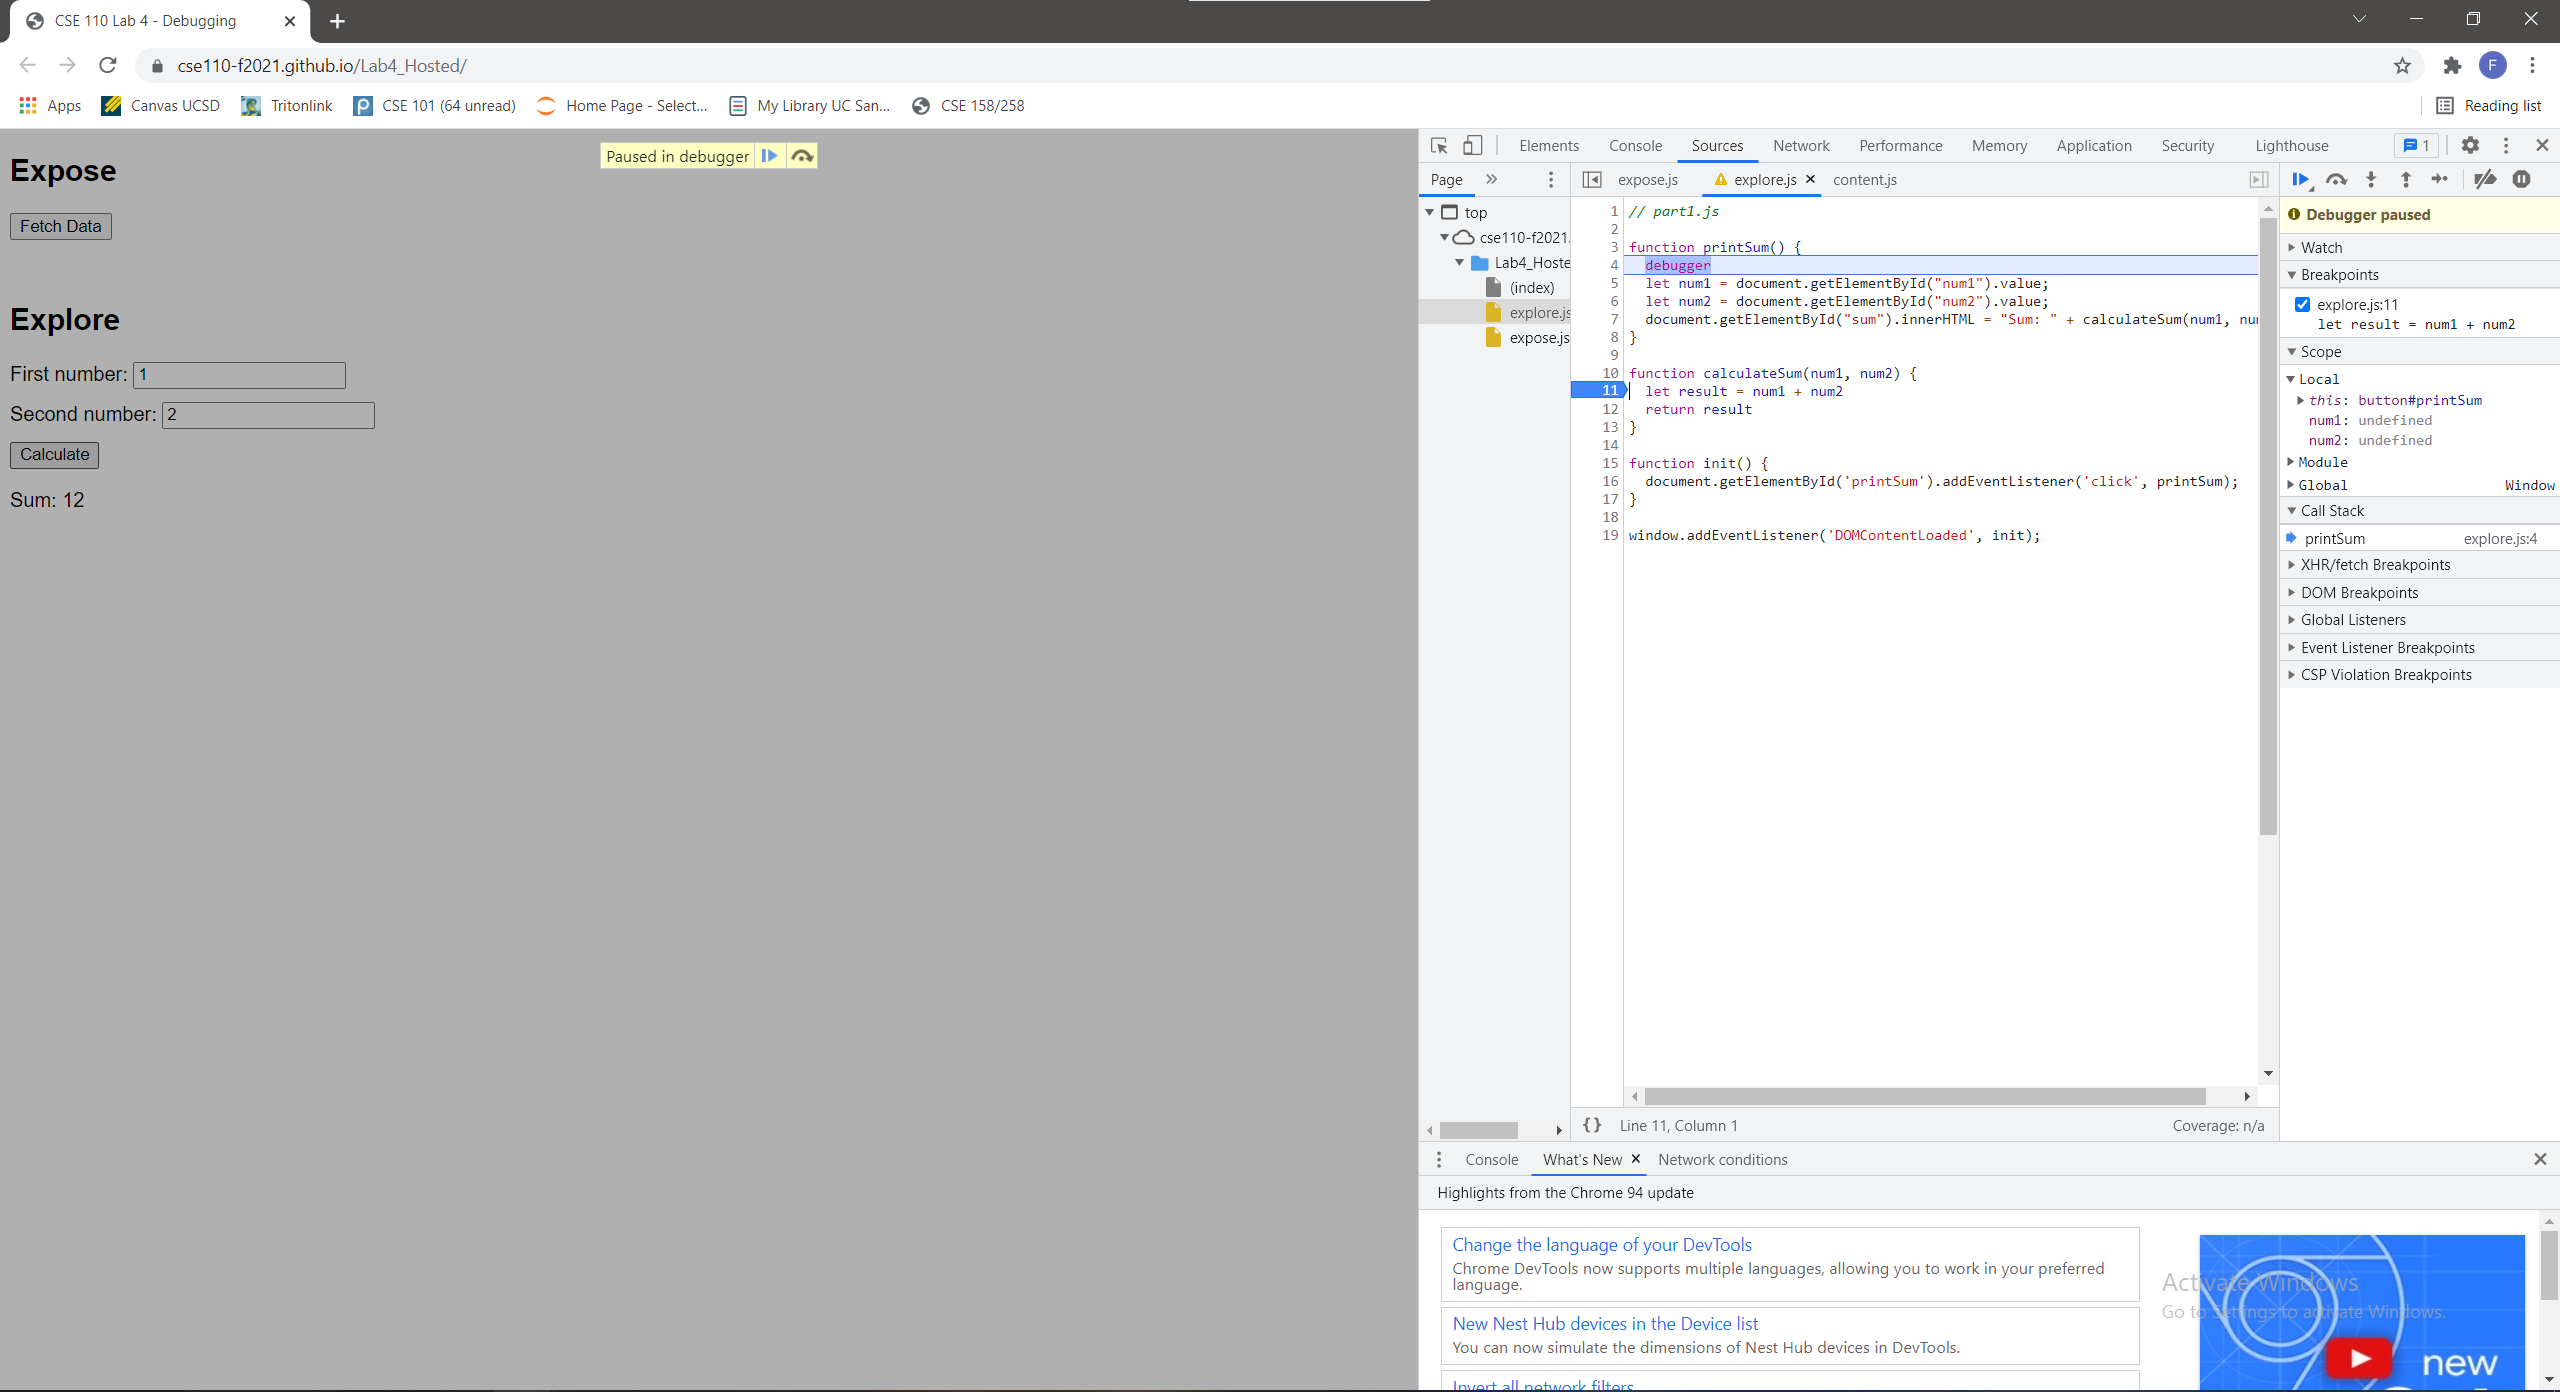 CSE 110 Lab 4 - Debugging
cse110-f2021.github.io/Lab4_Hosted/
Apps
Canvas UCSD
Tritonlink
CSE 101 (64 unread)
Home Page - Select...
My Library UC San...
CSE 158/258
Reading list
F
Expose
Paused in debugger
Fetch Data
Explore
First number: 1
Second number: 2
Calculate
Sum: 12
Elements Console Sources Network Performance Memory Application Security Lighthouse 1
Page »
expose.js explore.js content.js
top
cse110-f2021.
Lab4_Hoste
(index)
explore.js
expose.js
1 // part1.js
2
3 function printSum() {
4 debugger
5 let num1 = document.getElementById("num1").value;
6 let num2 = document.getElementById("num2").value;
7 document.getElementById("sum").innerHTML = "Sum: " + calculateSum(num1, nu
8 }
9
10 function calculateSum(num1, num2) {
11 let result = num1 + num2
12 return result
13 }
14
15 function init() {
16 document.getElementById('printSum').addEventListener('click', printSum);
17 }
18
19 window.addEventListener('DOMContentLoaded', init);
{} Line 11, Column 1
Coverage: n/a
Debugger paused
Watch
Breakpoints
explore.js:11
let result = num1 + num2
Scope
Local
this: button#printSum
num1: undefined
num2: undefined
Module
Global Window
Call Stack
printSum explore.js:4
XHR/fetch Breakpoints
DOM Breakpoints
Global Listeners
Event Listener Breakpoints
CSP Violation Breakpoints
Console What's New Network conditions
Highlights from the Chrome 94 update
Change the language of your DevTools
Chrome DevTools now supports multiple languages, allowing you to work in your preferred
language.
New Nest Hub devices in the Device list
You can now simulate the dimensions of Nest Hub devices in DevTools.
Invert all network filters
Activate Windows
Go to Settings to activate Windows.
new